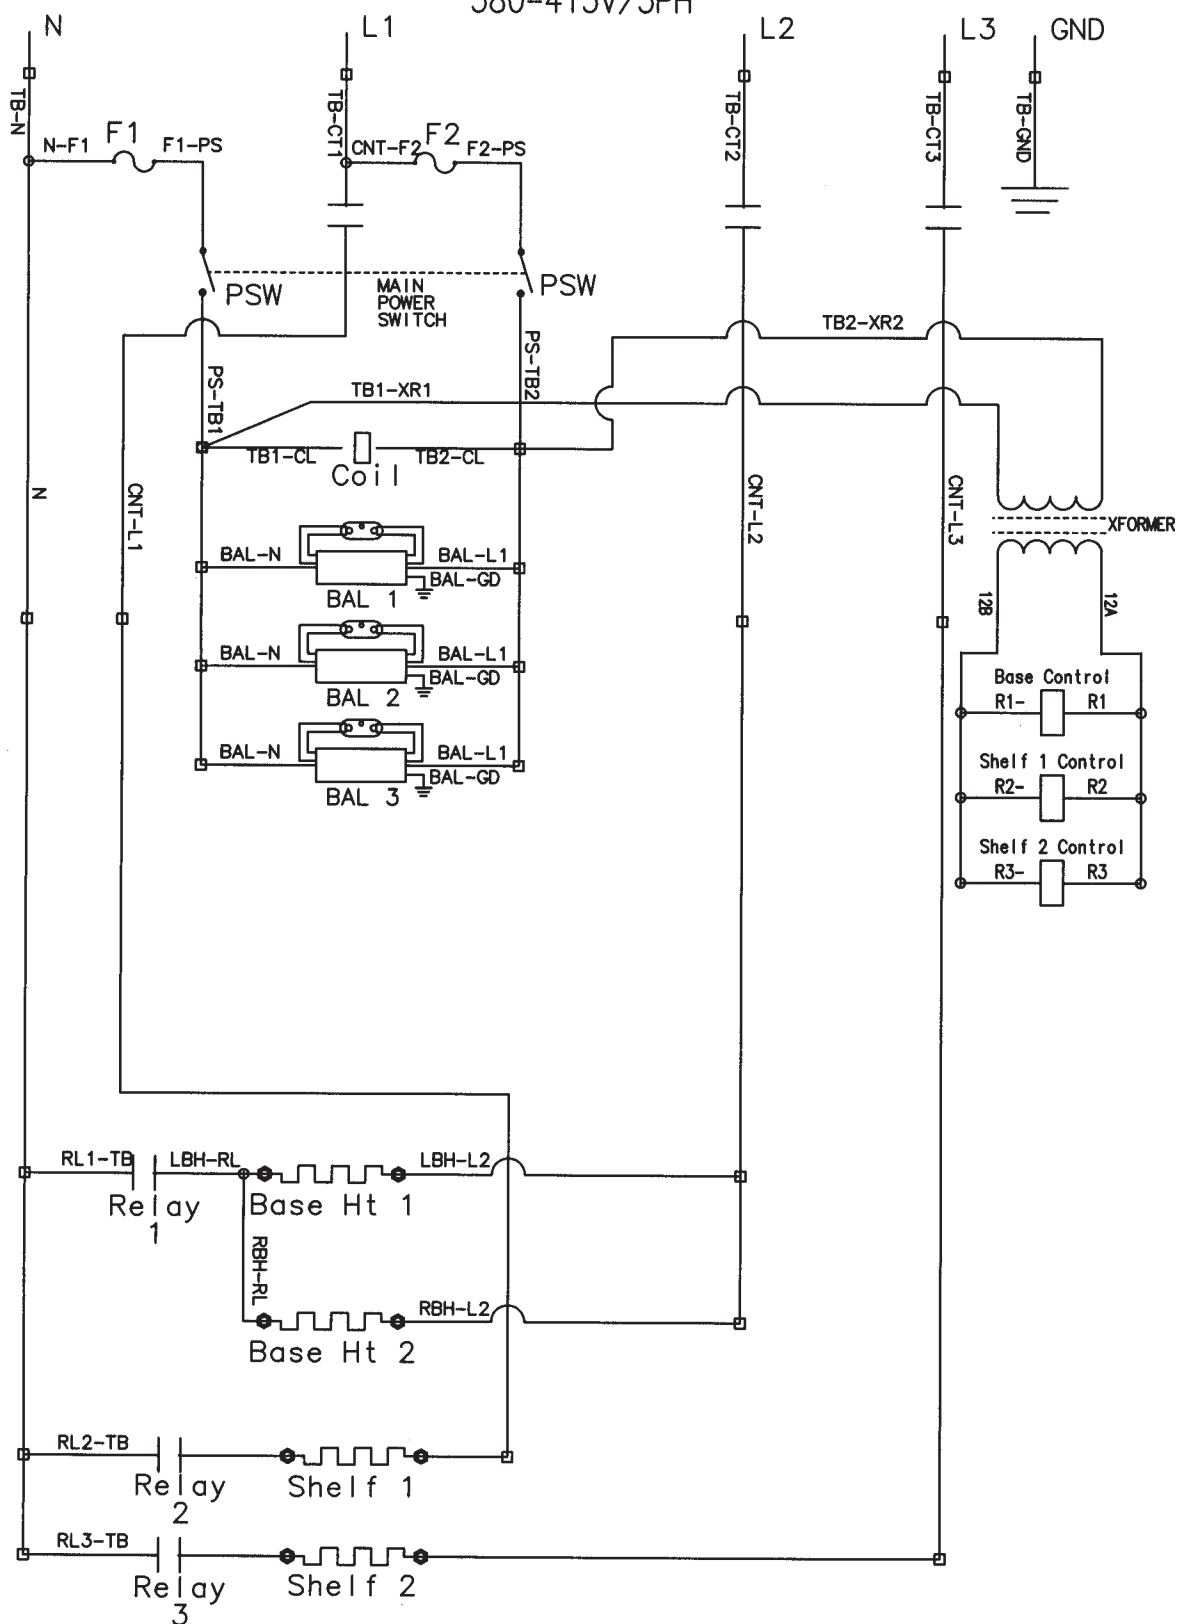 380-415V/3PH
N
L1
L2
L3
GND
TB-N
TB-CT1
TB-CT2
TB-CT3
TB-GND
N-F1
F1
F1-PS
CNT-F2
F2
F2-PS
PSW
MAIN
POWER
SWITCH
PSW
TB2-XR2
PS-TB1
PS-TB2
TB1-XR1
TB1-CL
Coil
TB2-CL
N
CNT-L1
CNT-L2
CNT-L3
XFORMER
BAL-N
BAL-L1
BAL-GD
BAL 1
12B
12A
BAL-N
BAL-L1
BAL-GD
BAL 2
Base Control
R1-
R1
BAL-N
BAL-L1
BAL-GD
BAL 3
Shelf 1 Control
R2-
R2
Shelf 2 Control
R3-
R3
RL1-TB
LBH-RL
LBH-L2
Relay
1
Base Ht 1
RBH-RL
RBH-L2
Base Ht 2
RL2-TB
Relay
2
Shelf 1
RL3-TB
Relay
3
Shelf 2